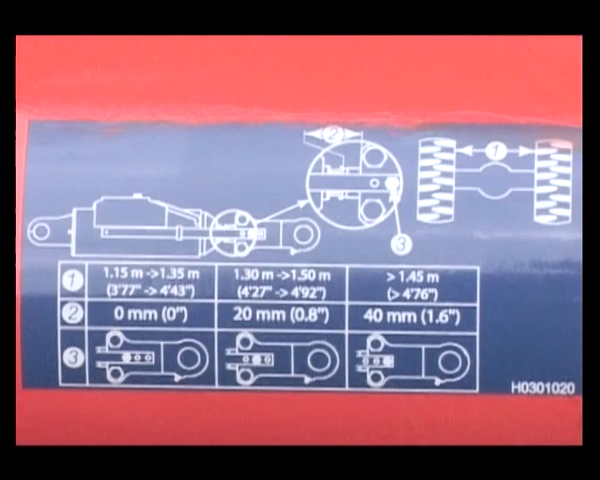 2
1
3
1 1.15 m ->1.35 m 1.30 m ->1.50 m > 1.45 m
(3'77" -> 4'43") (4'27" -> 4'92") (> 4'76")
2 0 mm (0") 20 mm (0.8") 40 mm (1.6")
3
H0301020